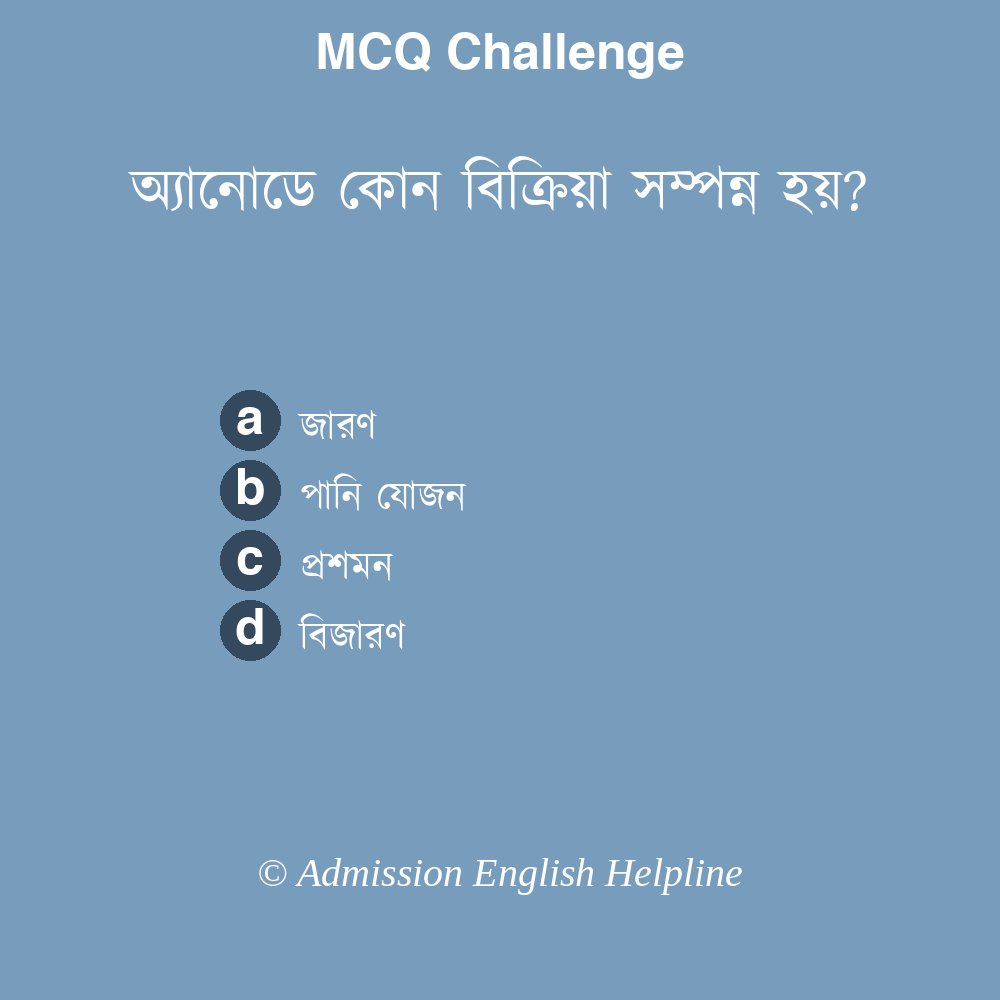 MCQ Challenge
অ্যানোডে কোন বিক্রিয়া সম্পন্ন হয়?
a জারণ
b পানি যোজন
c প্রশমন
d বিজারণ
© Admission English Helpline